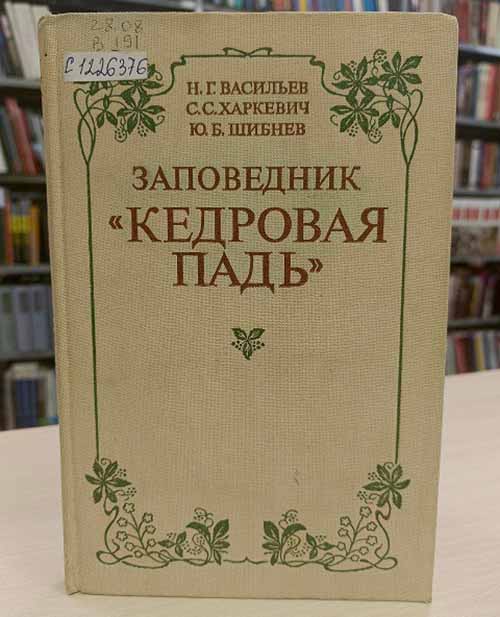 28.08
В 191
С 1226376
Н. Г. ВАСИЛЬЕВ
С. С. ХАРКЕВИЧ
Ю. Б. ШИБНЕВ
ЗАПОВЕДНИК
«КЕДРОВАЯ
ПАДЬ»